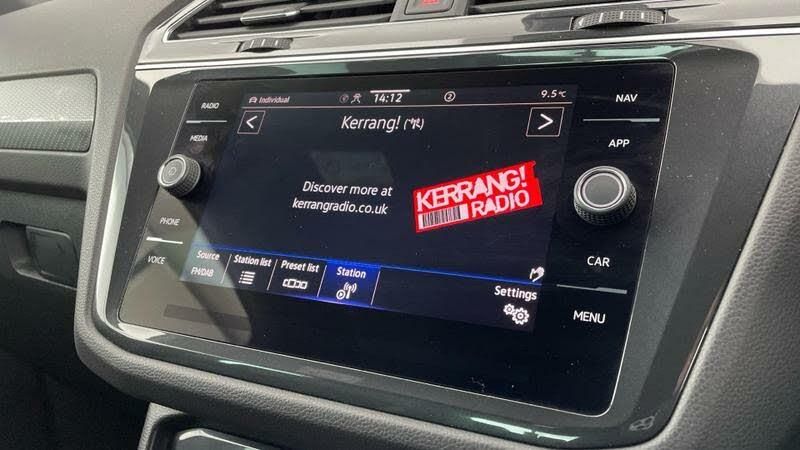 RADIO
MEDIA
PHONE
VOICE
Individual
14:12
2
9.5°C
<
Kerrang!
>
Discover more at
kerrangradio.co.uk
KERRANG!
RADIO
Source
FM/DAB
Station list
Preset list
Station
Settings
NAV
APP
CAR
MENU